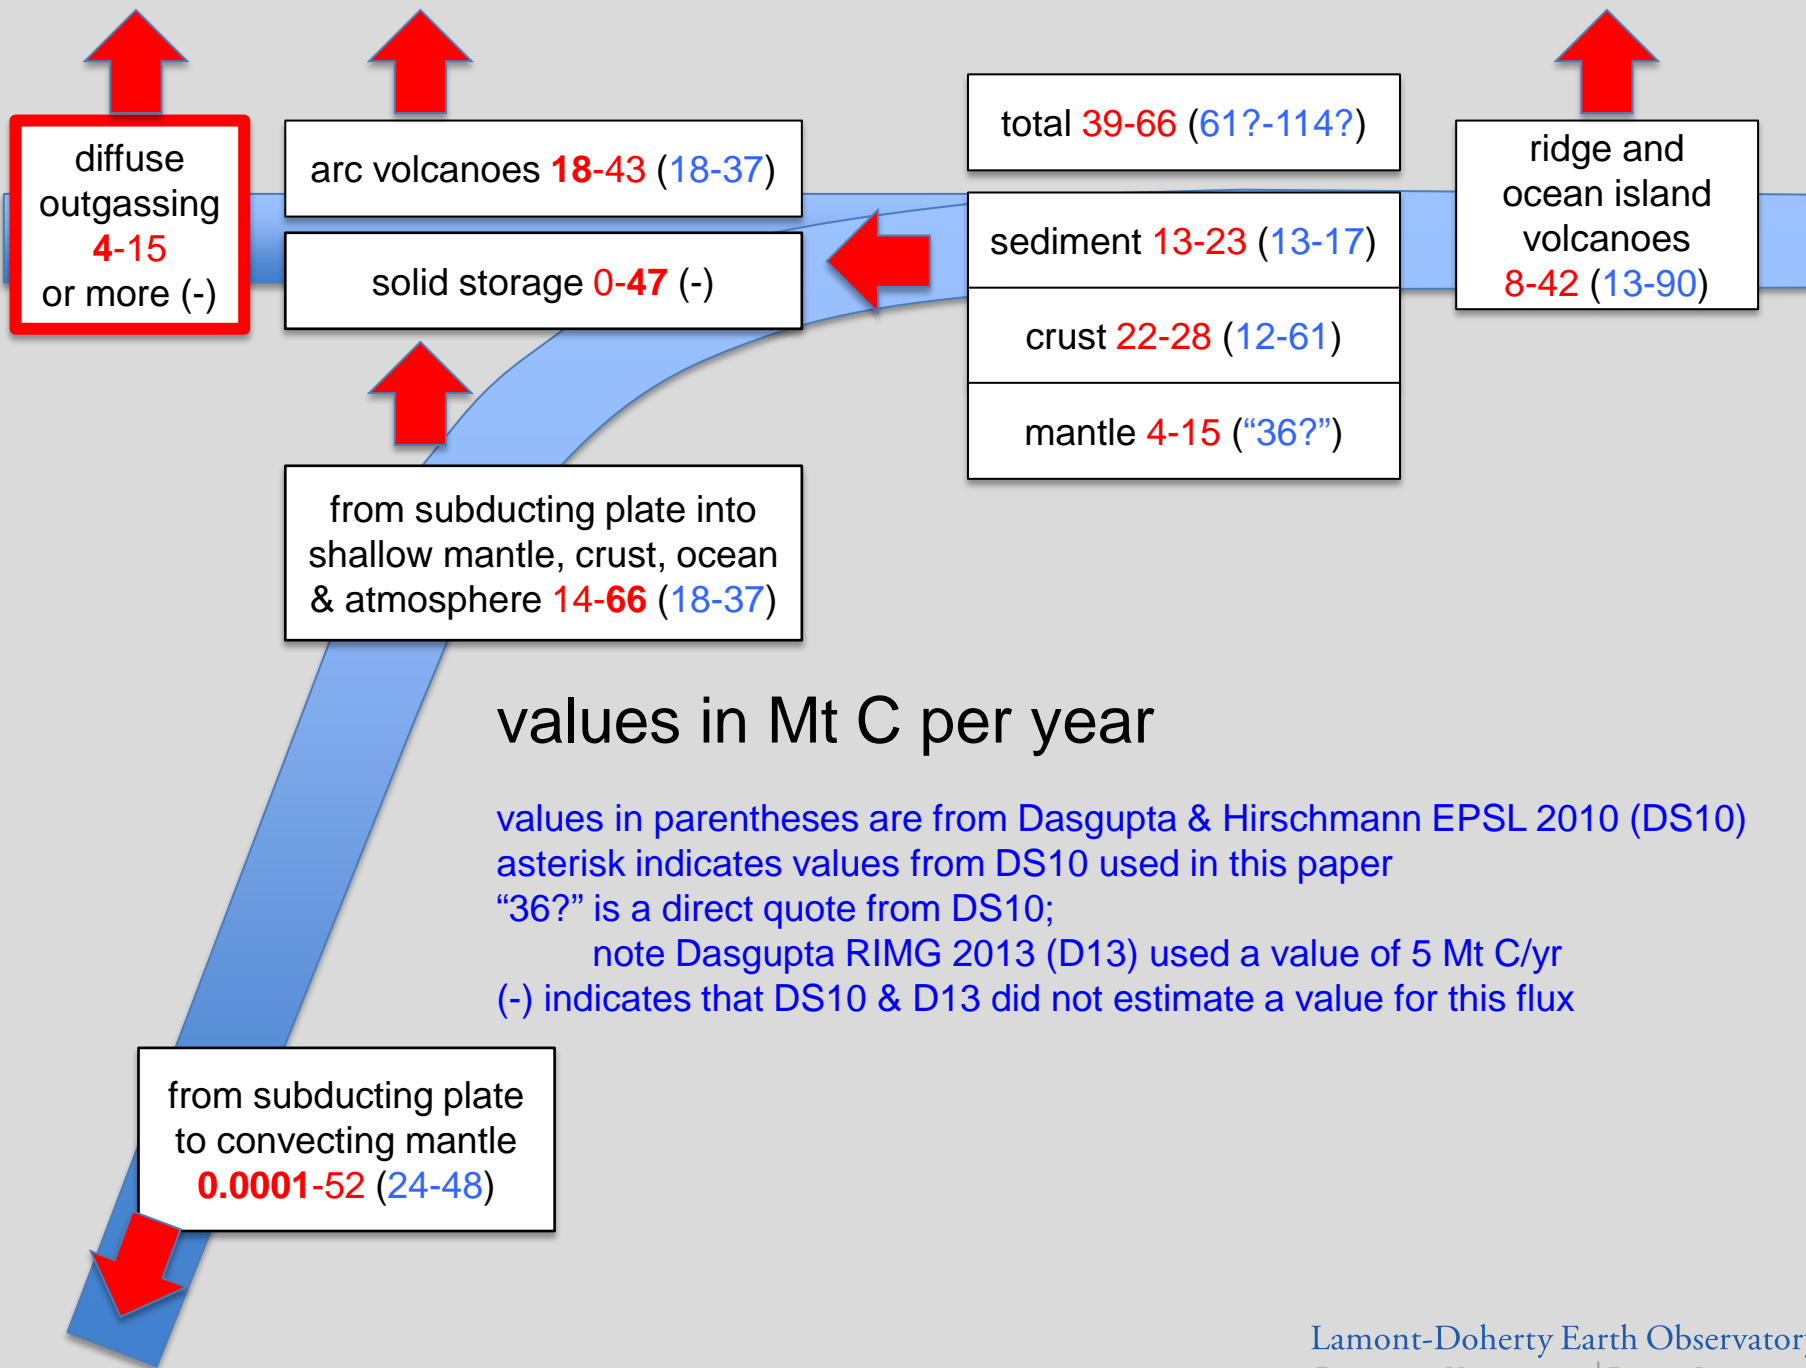 diffuse
outgassing
4-15
or more (-)
arc volcanoes 18-43 (18-37)
solid storage 0-47 (-)
total 39-66 (61?-114?)
sediment 13-23 (13-17)
crust 22-28 (12-61)
mantle 4-15 (“36?”)
ridge and
ocean island
volcanoes
8-42 (13-90)
from subducting plate into
shallow mantle, crust, ocean
& atmosphere 14-66 (18-37)
values in Mt C per year
values in parentheses are from Dasgupta & Hirschmann EPSL 2010 (DS10)
asterisk indicates values from DS10 used in this paper
“36?” is a direct quote from DS10;
note Dasgupta RIMG 2013 (D13) used a value of 5 Mt C/yr
(-) indicates that DS10 & D13 did not estimate a value for this flux
from subducting plate
to convecting mantle
0.0001-52 (24-48)
Lamont-Doherty Earth Observatory